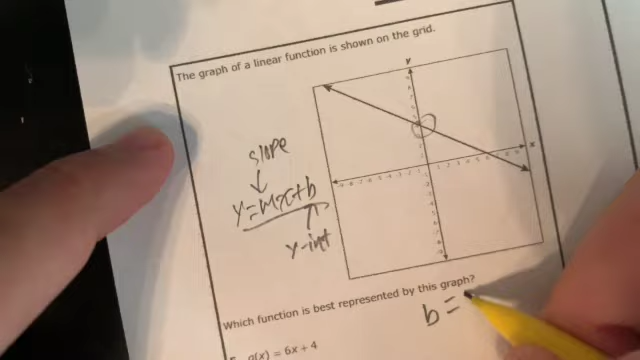 The graph of a linear function is shown on the grid.
y
x
slope
y=mx+b
y-int
Which function is best represented by this graph?
b=
g(x) = 6x + 4